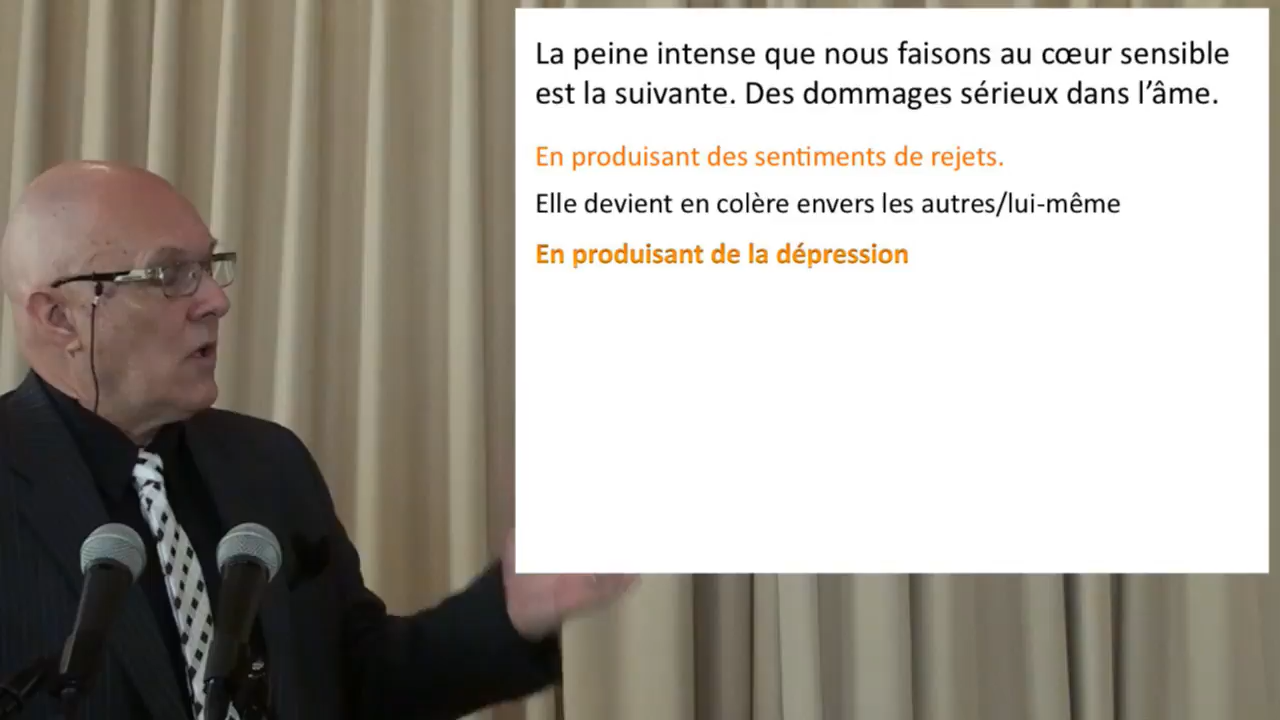 La peine intense que nous faisons au cœur sensible
est la suivante. Des dommages sérieux dans l’âme.
En produisant des sentiments de rejets.
Elle devient en colère envers les autres/lui-même
En produisant de la dépression